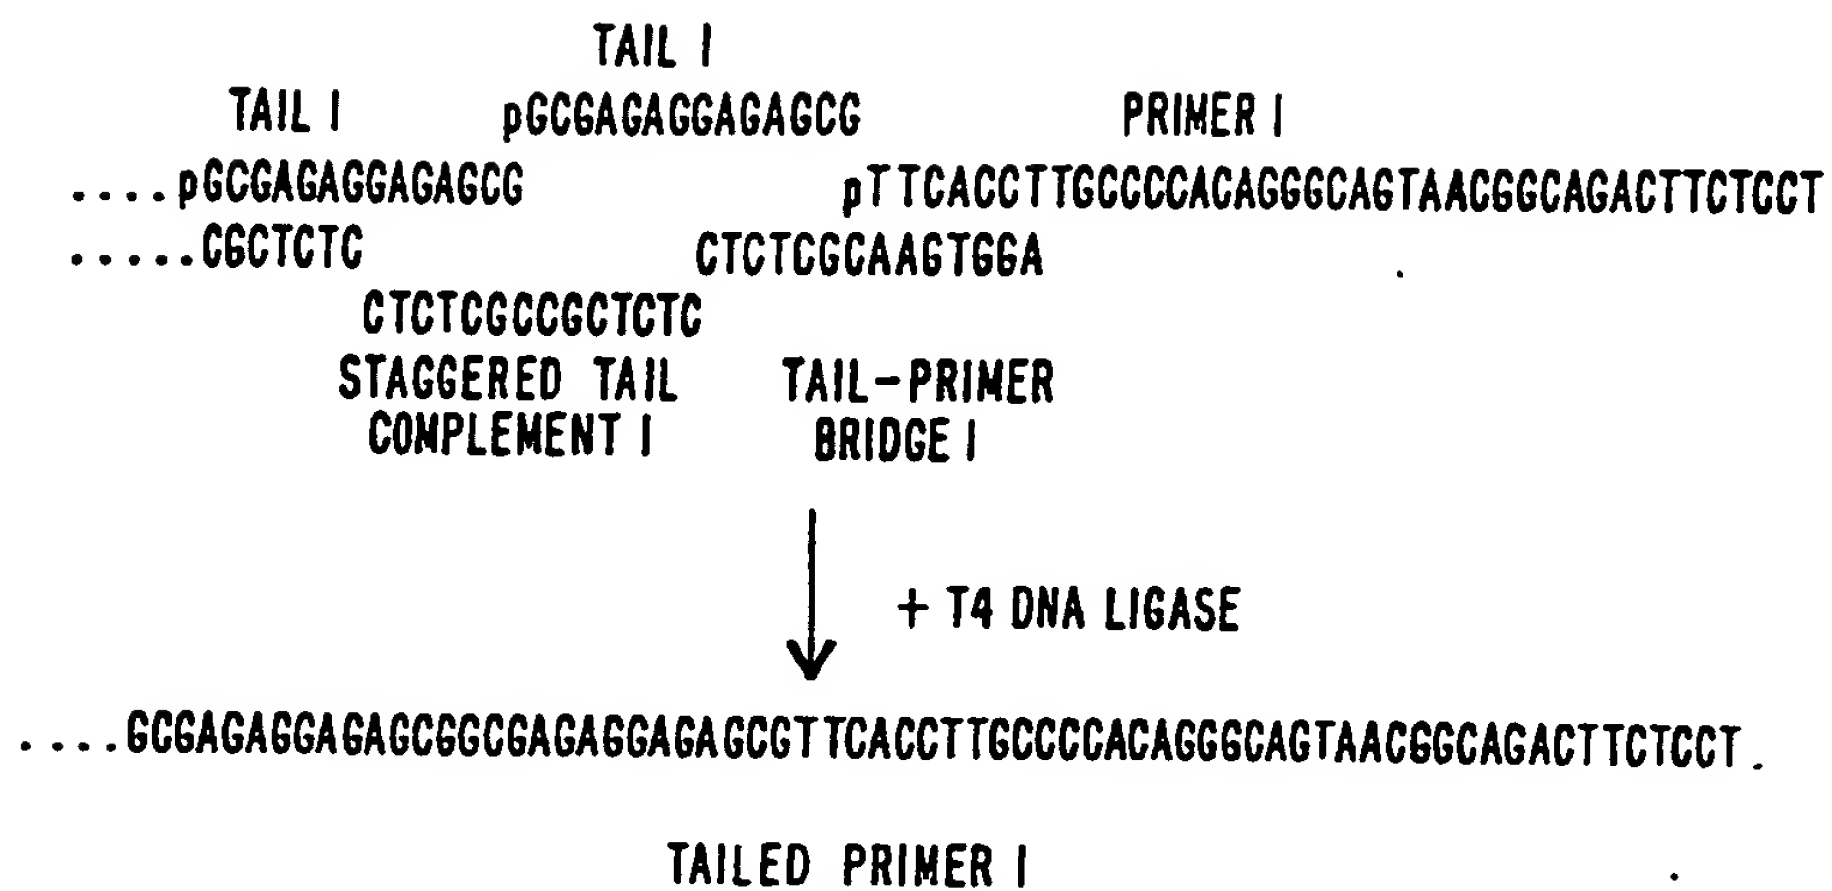 TAIL I
TAIL I pGCGAGAGGAGAGCG PRIMER I
....pGCGAGAGGAGAGCG pTTCACCTTGCCCCACAGGGCAGTAACGGCAGACTTCTCCT
.....CGCTCTC CTCTCGCAAGTGGA
CTCTCGCCGCTCTC
STAGGERED TAIL TAIL-PRIMER
COMPLEMENT I BRIDGE I
+ T4 DNA LIGASE
....GCGAGAGGAGAGCGGCGAGAGGAGAGCGTTCACCTTGCCCCACAGGGCAGTAACGGCAGACTTCTCCT.
TAILED PRIMER I